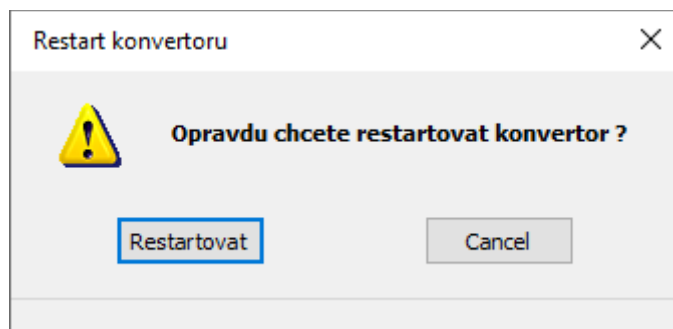 Restart konvertoru
Opravdu chcete restartovat konvertor ?
Restartovat
Cancel